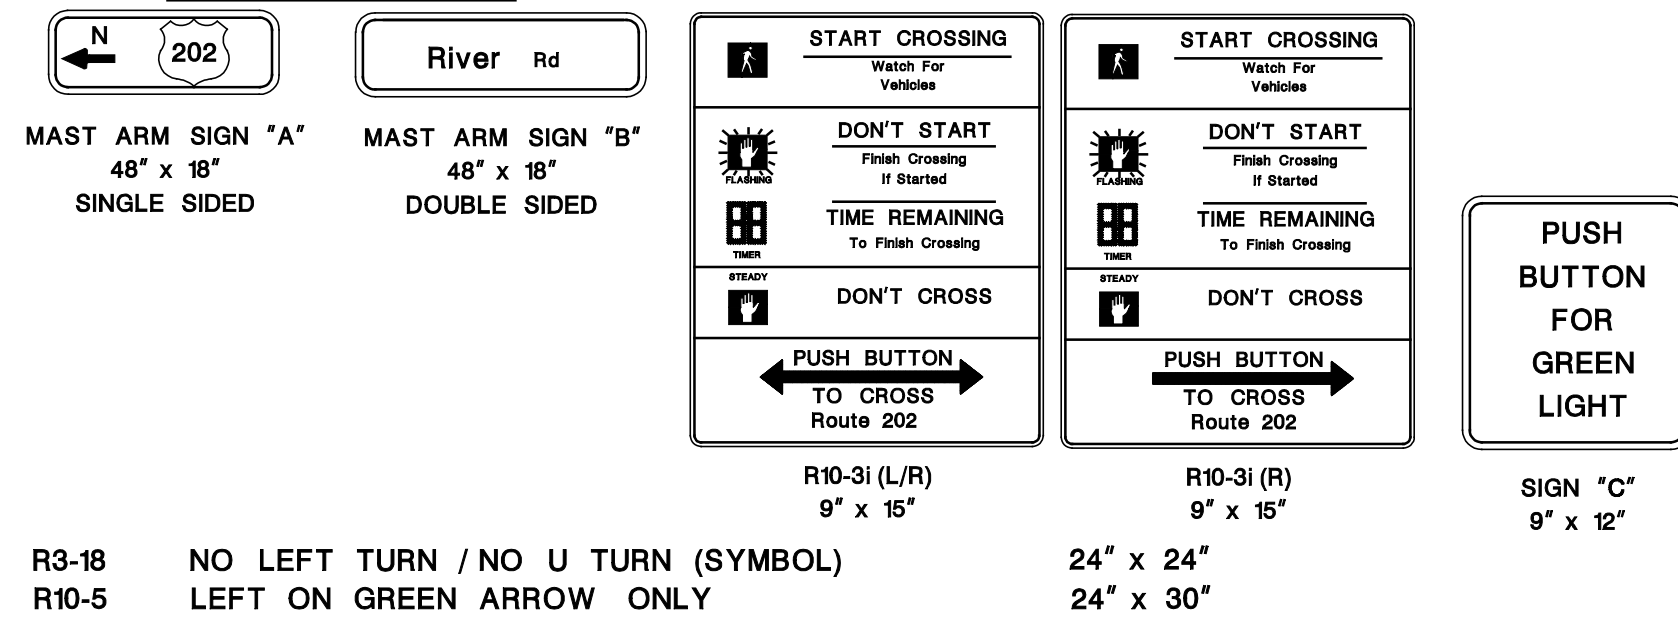 N
202
MAST ARM SIGN "A"
48" x 18"
SINGLE SIDED
River Rd
MAST ARM SIGN "B"
48" x 18"
DOUBLE SIDED
START CROSSING
Watch For
Vehicles
DON'T START
Finish Crossing
If Started
FLASHING
TIME REMAINING
To Finish Crossing
TIMER
STEADY
DON'T CROSS
PUSH BUTTON
TO CROSS
Route 202
R10-3i (L/R)
9" x 15"
START CROSSING
Watch For
Vehicles
DON'T START
Finish Crossing
If Started
FLASHING
TIME REMAINING
To Finish Crossing
TIMER
STEADY
DON'T CROSS
PUSH BUTTON
TO CROSS
Route 202
R10-3i (R)
9" x 15"
PUSH
BUTTON
FOR
GREEN
LIGHT
SIGN "C"
9" x 12"
R3-18 NO LEFT TURN / NO U TURN (SYMBOL) 24" x 24"
R10-5 LEFT ON GREEN ARROW ONLY 24" x 30"